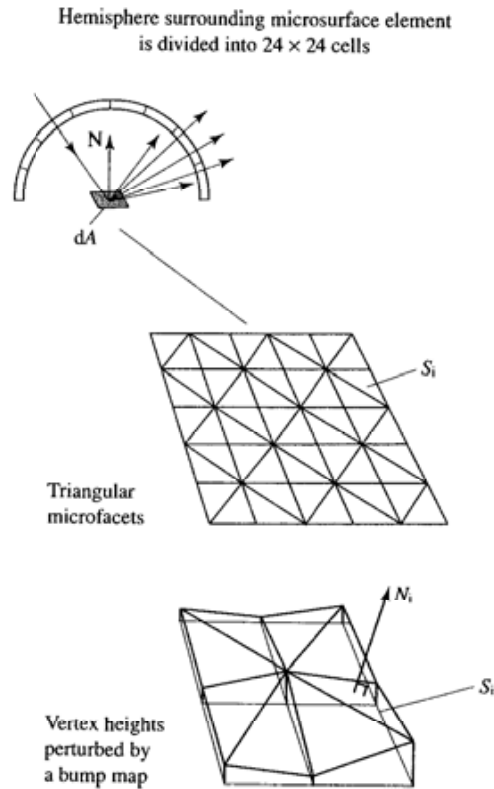 Hemisphere surrounding microsurface element
is divided into 24 × 24 cells
N
dA
Si
Triangular
microfacets
Ni
Si
Vertex heights
perturbed by
a bump map